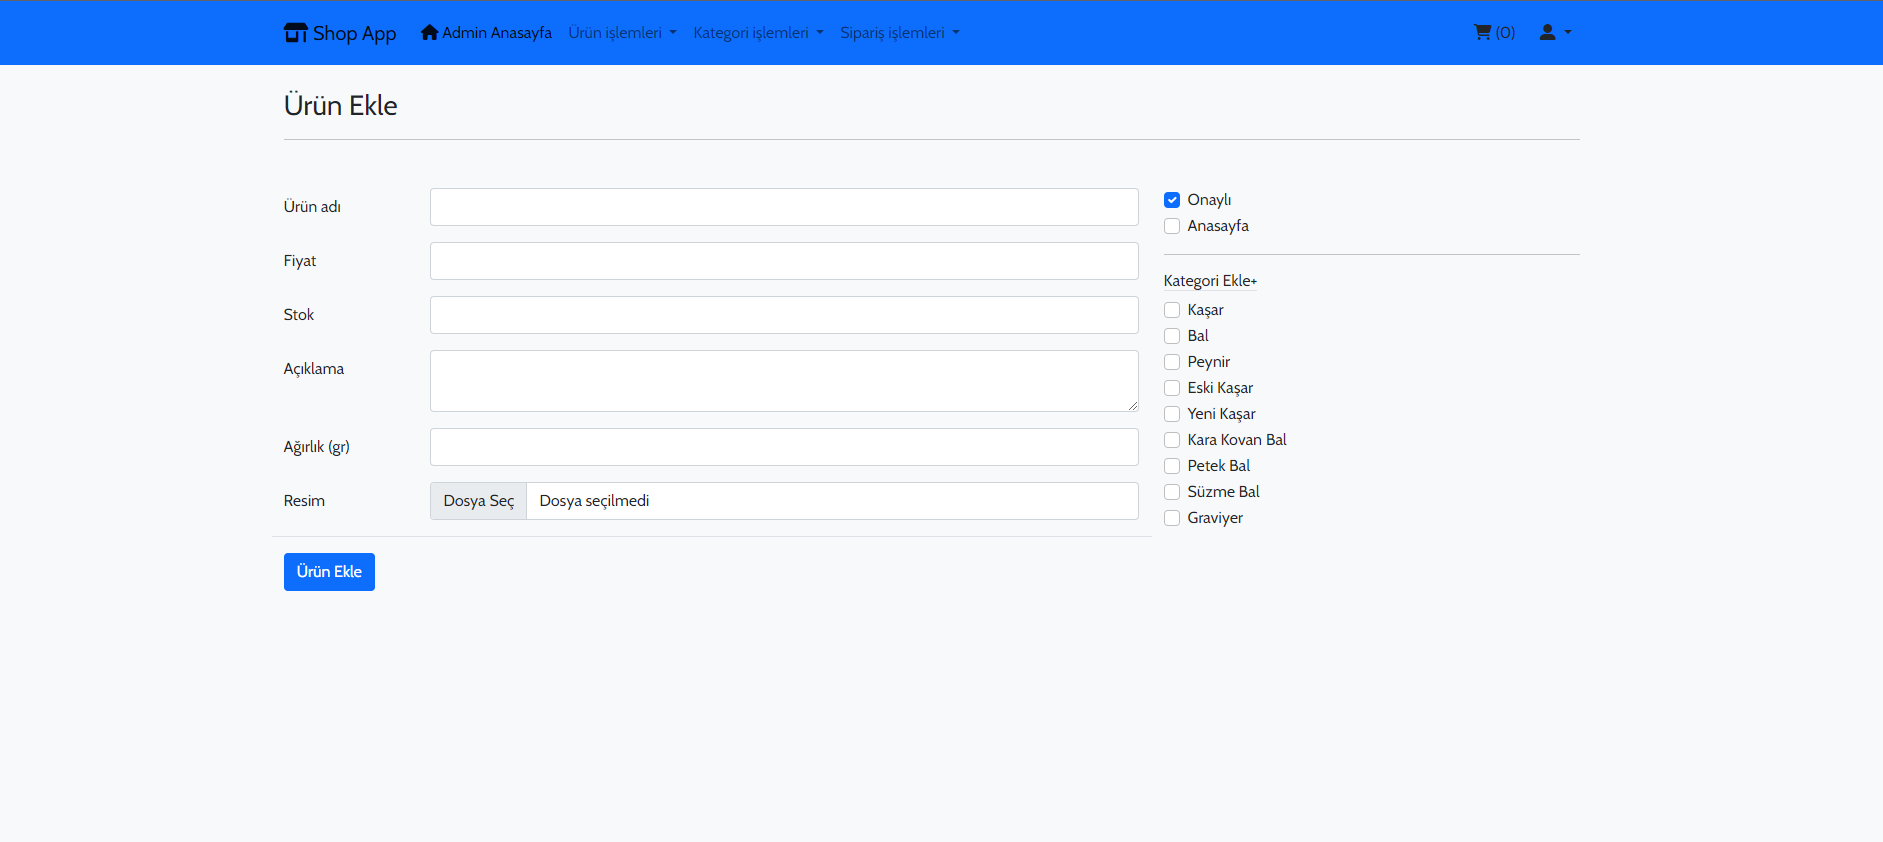 Shop App Admin Anasayfa Ürün işlemleri Kategori işlemleri Sipariş işlemleri (0)
Ürün Ekle
Ürün adı
Fiyat
Stok
Açıklama
Ağırlık (gr)
Resim Dosya Seç Dosya seçilmedi
Ürün Ekle
Onaylı
Anasayfa
Kategori Ekle+
Kaşar
Bal
Peynir
Eski Kaşar
Yeni Kaşar
Kara Kovan Bal
Petek Bal
Süzme Bal
Graviyer